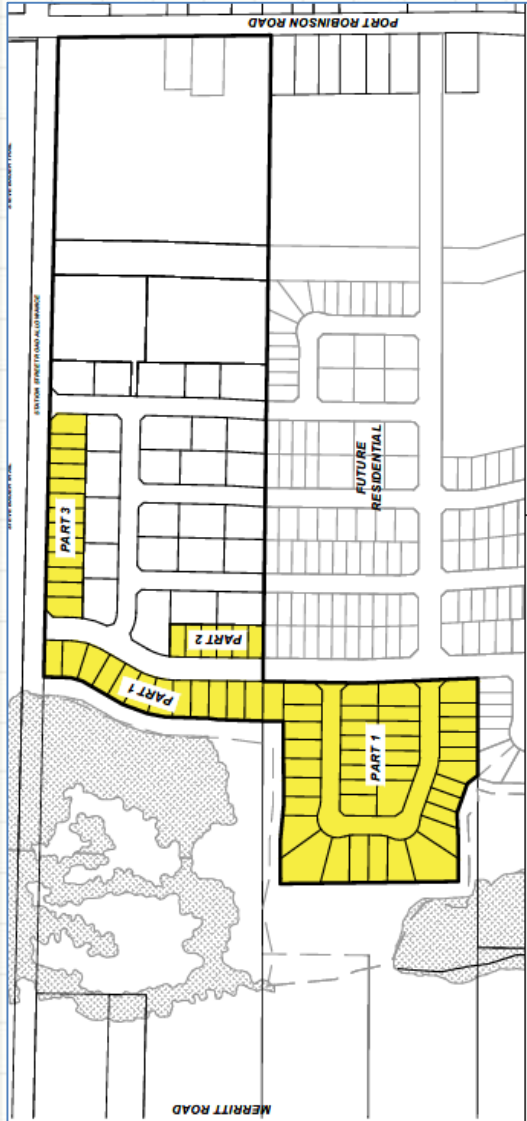 PORT ROBINSON ROAD
STATION STREET ROAD ALLOWANCE
FUTURE
RESIDENTIAL
PART 3
PART 2
PART 1
PART 1
MERRITT ROAD